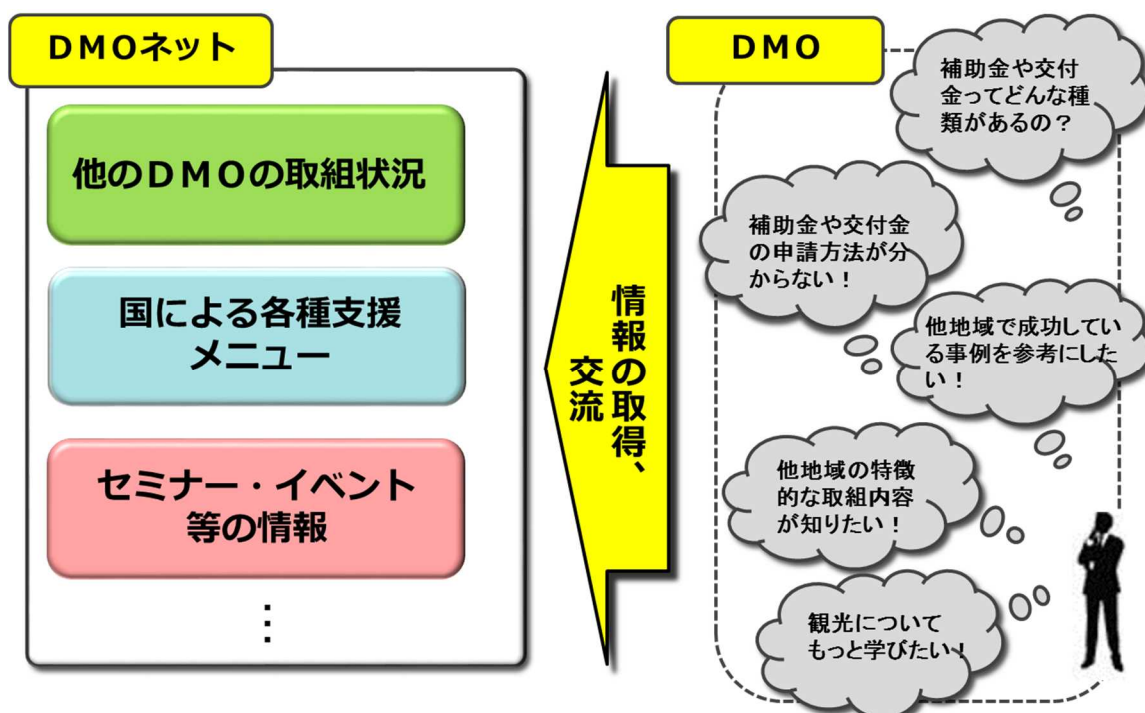 DMOネット
他のDMOの取組状況
国による各種支援
メニュー
セミナー・イベント
等の情報
⋮
情報の取得、
交流
DMO
補助金や交付
金ってどんな種
類があるの？
補助金や交付金
の申請方法が分
からない！
他地域で成功してい
る事例を参考にした
い！
他地域の特徴
的な取組内容
が知りたい！
観光について
もっと学びたい！